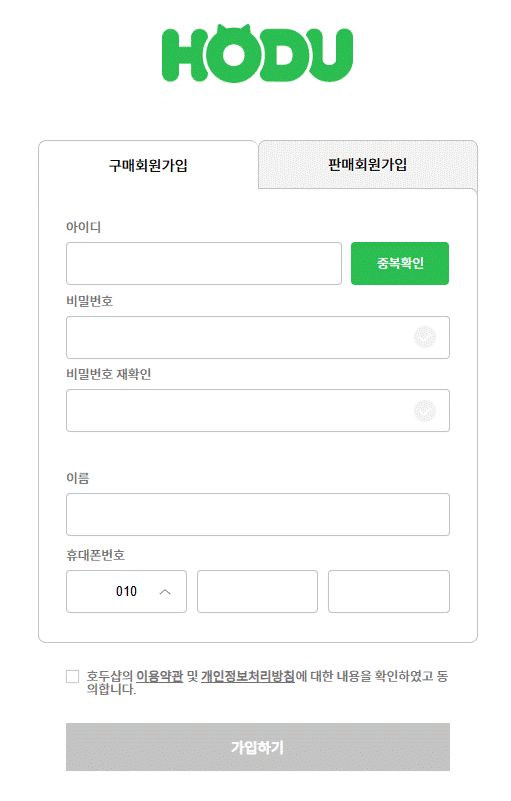 HODU
구매회원가입
판매회원가입
아이디
중복확인
비밀번호
비밀번호 재확인
이름
휴대폰번호
010
호두샵의 이용약관 및 개인정보처리방침에 대한 내용을 확인하였고 동
의합니다.
가입하기